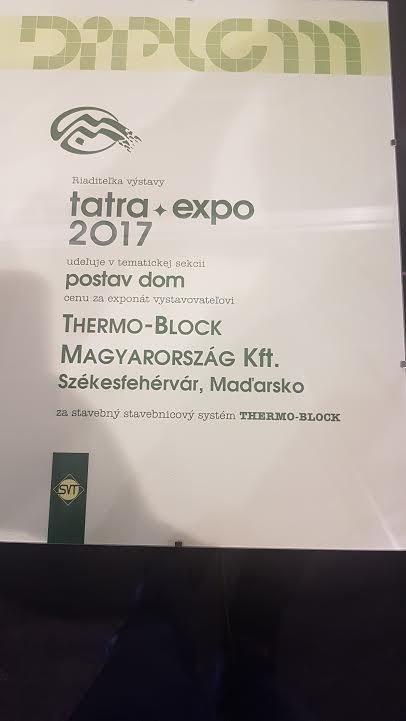 DIPLOM
Riaditeľka výstavy
tatra expo
2017
udeľuje v tematickej sekcii
postav dom
cenu za exponát vystavovateľovi
THERMO-BLOCK
MAGYARORSZÁG Kft.
Székesfehérvár, Maďarsko
za stavebný stavebnicový systém THERMO-BLOCK
SVT